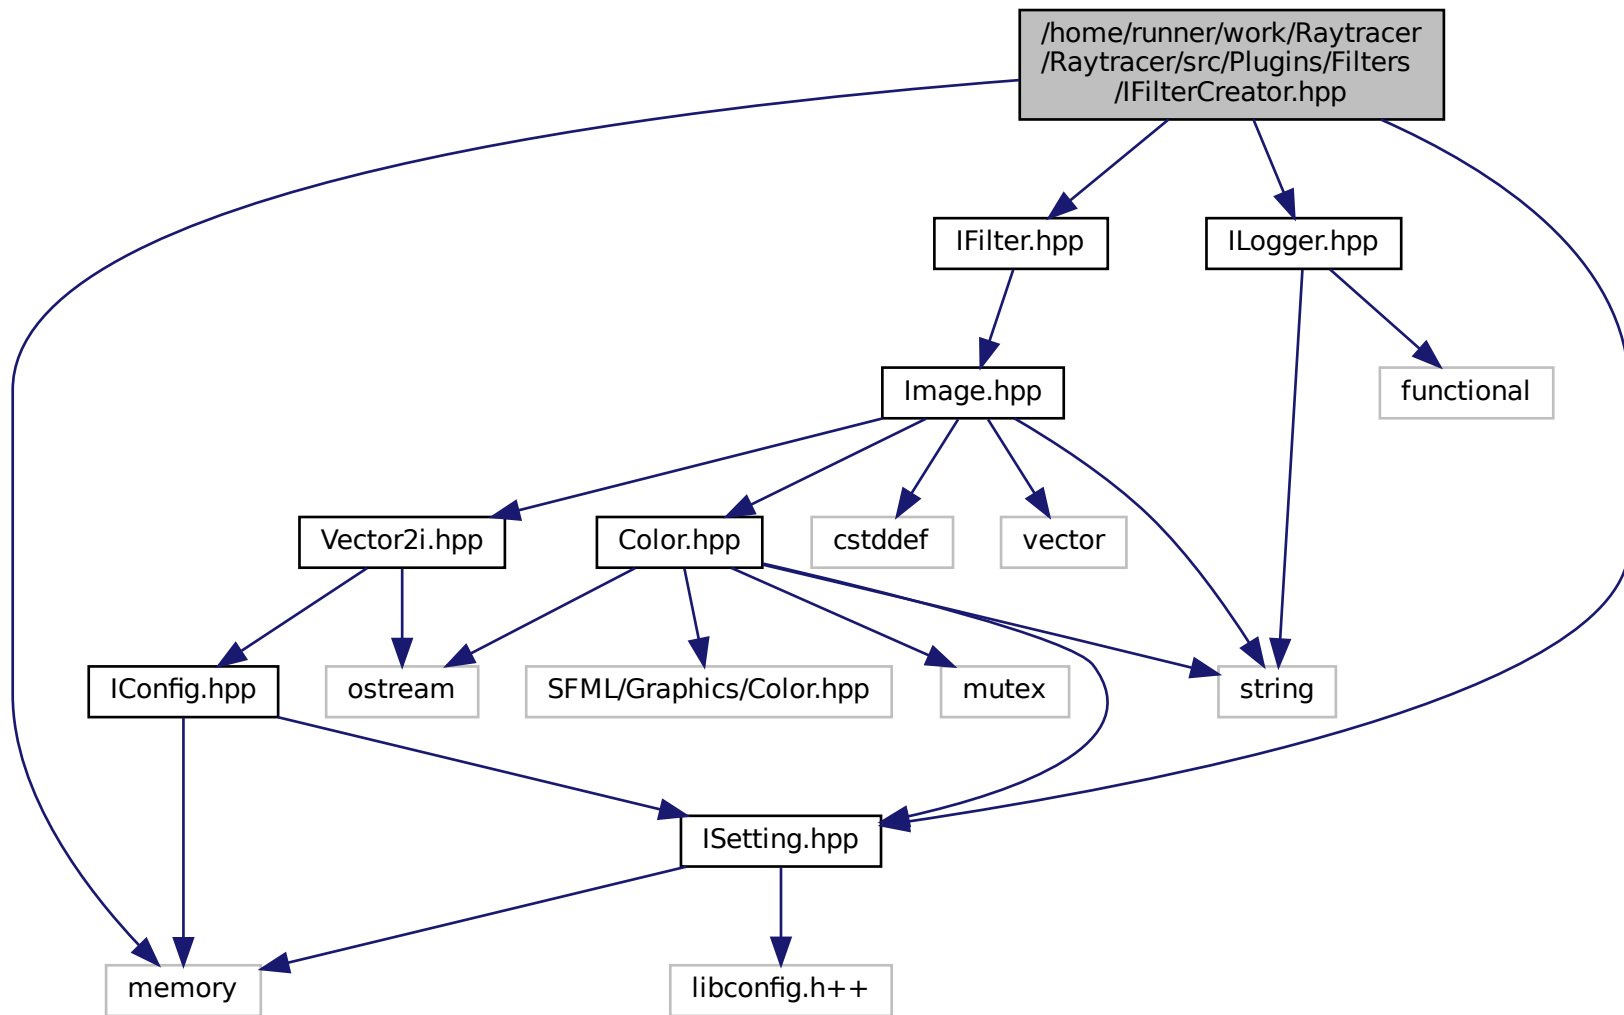 /home/runner/work/Raytracer
/Raytracer/src/Plugins/Filters
/IFilterCreator.hpp
IFilter.hpp
ILogger.hpp
Image.hpp
functional
Vector2i.hpp
Color.hpp
cstddef
vector
IConfig.hpp
ostream
SFML/Graphics/Color.hpp
mutex
string
ISetting.hpp
memory
libconfig.h++